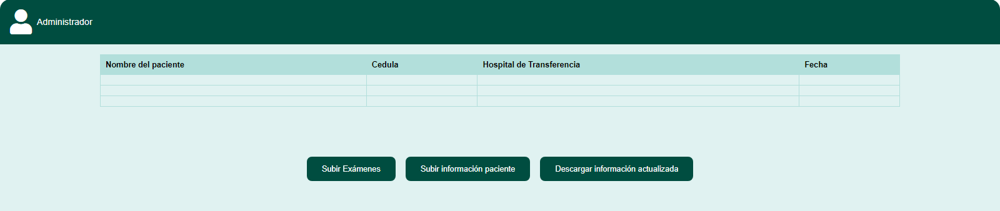 Administrador
Nombre del paciente Cedula Hospital de Transferencia Fecha
Subir Exámenes Subir información paciente Descargar información actualizada